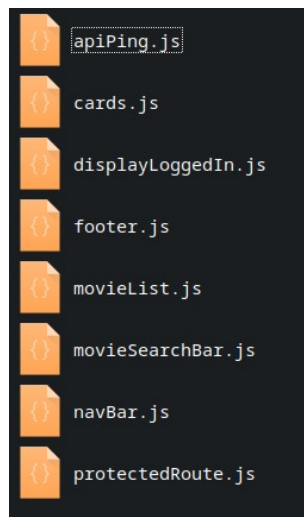 apiPing.js
cards.js
displayLoggedIn.js
footer.js
movieList.js
movieSearchBar.js
navBar.js
protectedRoute.js